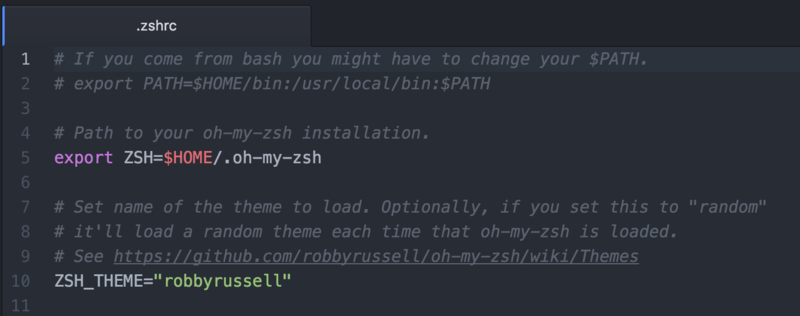 .zshrc
1 # If you come from bash you might have to change your $PATH.
2 # export PATH=$HOME/bin:/usr/local/bin:$PATH
3
4 # Path to your oh-my-zsh installation.
5 export ZSH=$HOME/.oh-my-zsh
6
7 # Set name of the theme to load. Optionally, if you set this to "random"
8 # it'll load a random theme each time that oh-my-zsh is loaded.
9 # See https://github.com/robbyrussell/oh-my-zsh/wiki/Themes
10 ZSH_THEME="robbyrussell"
11